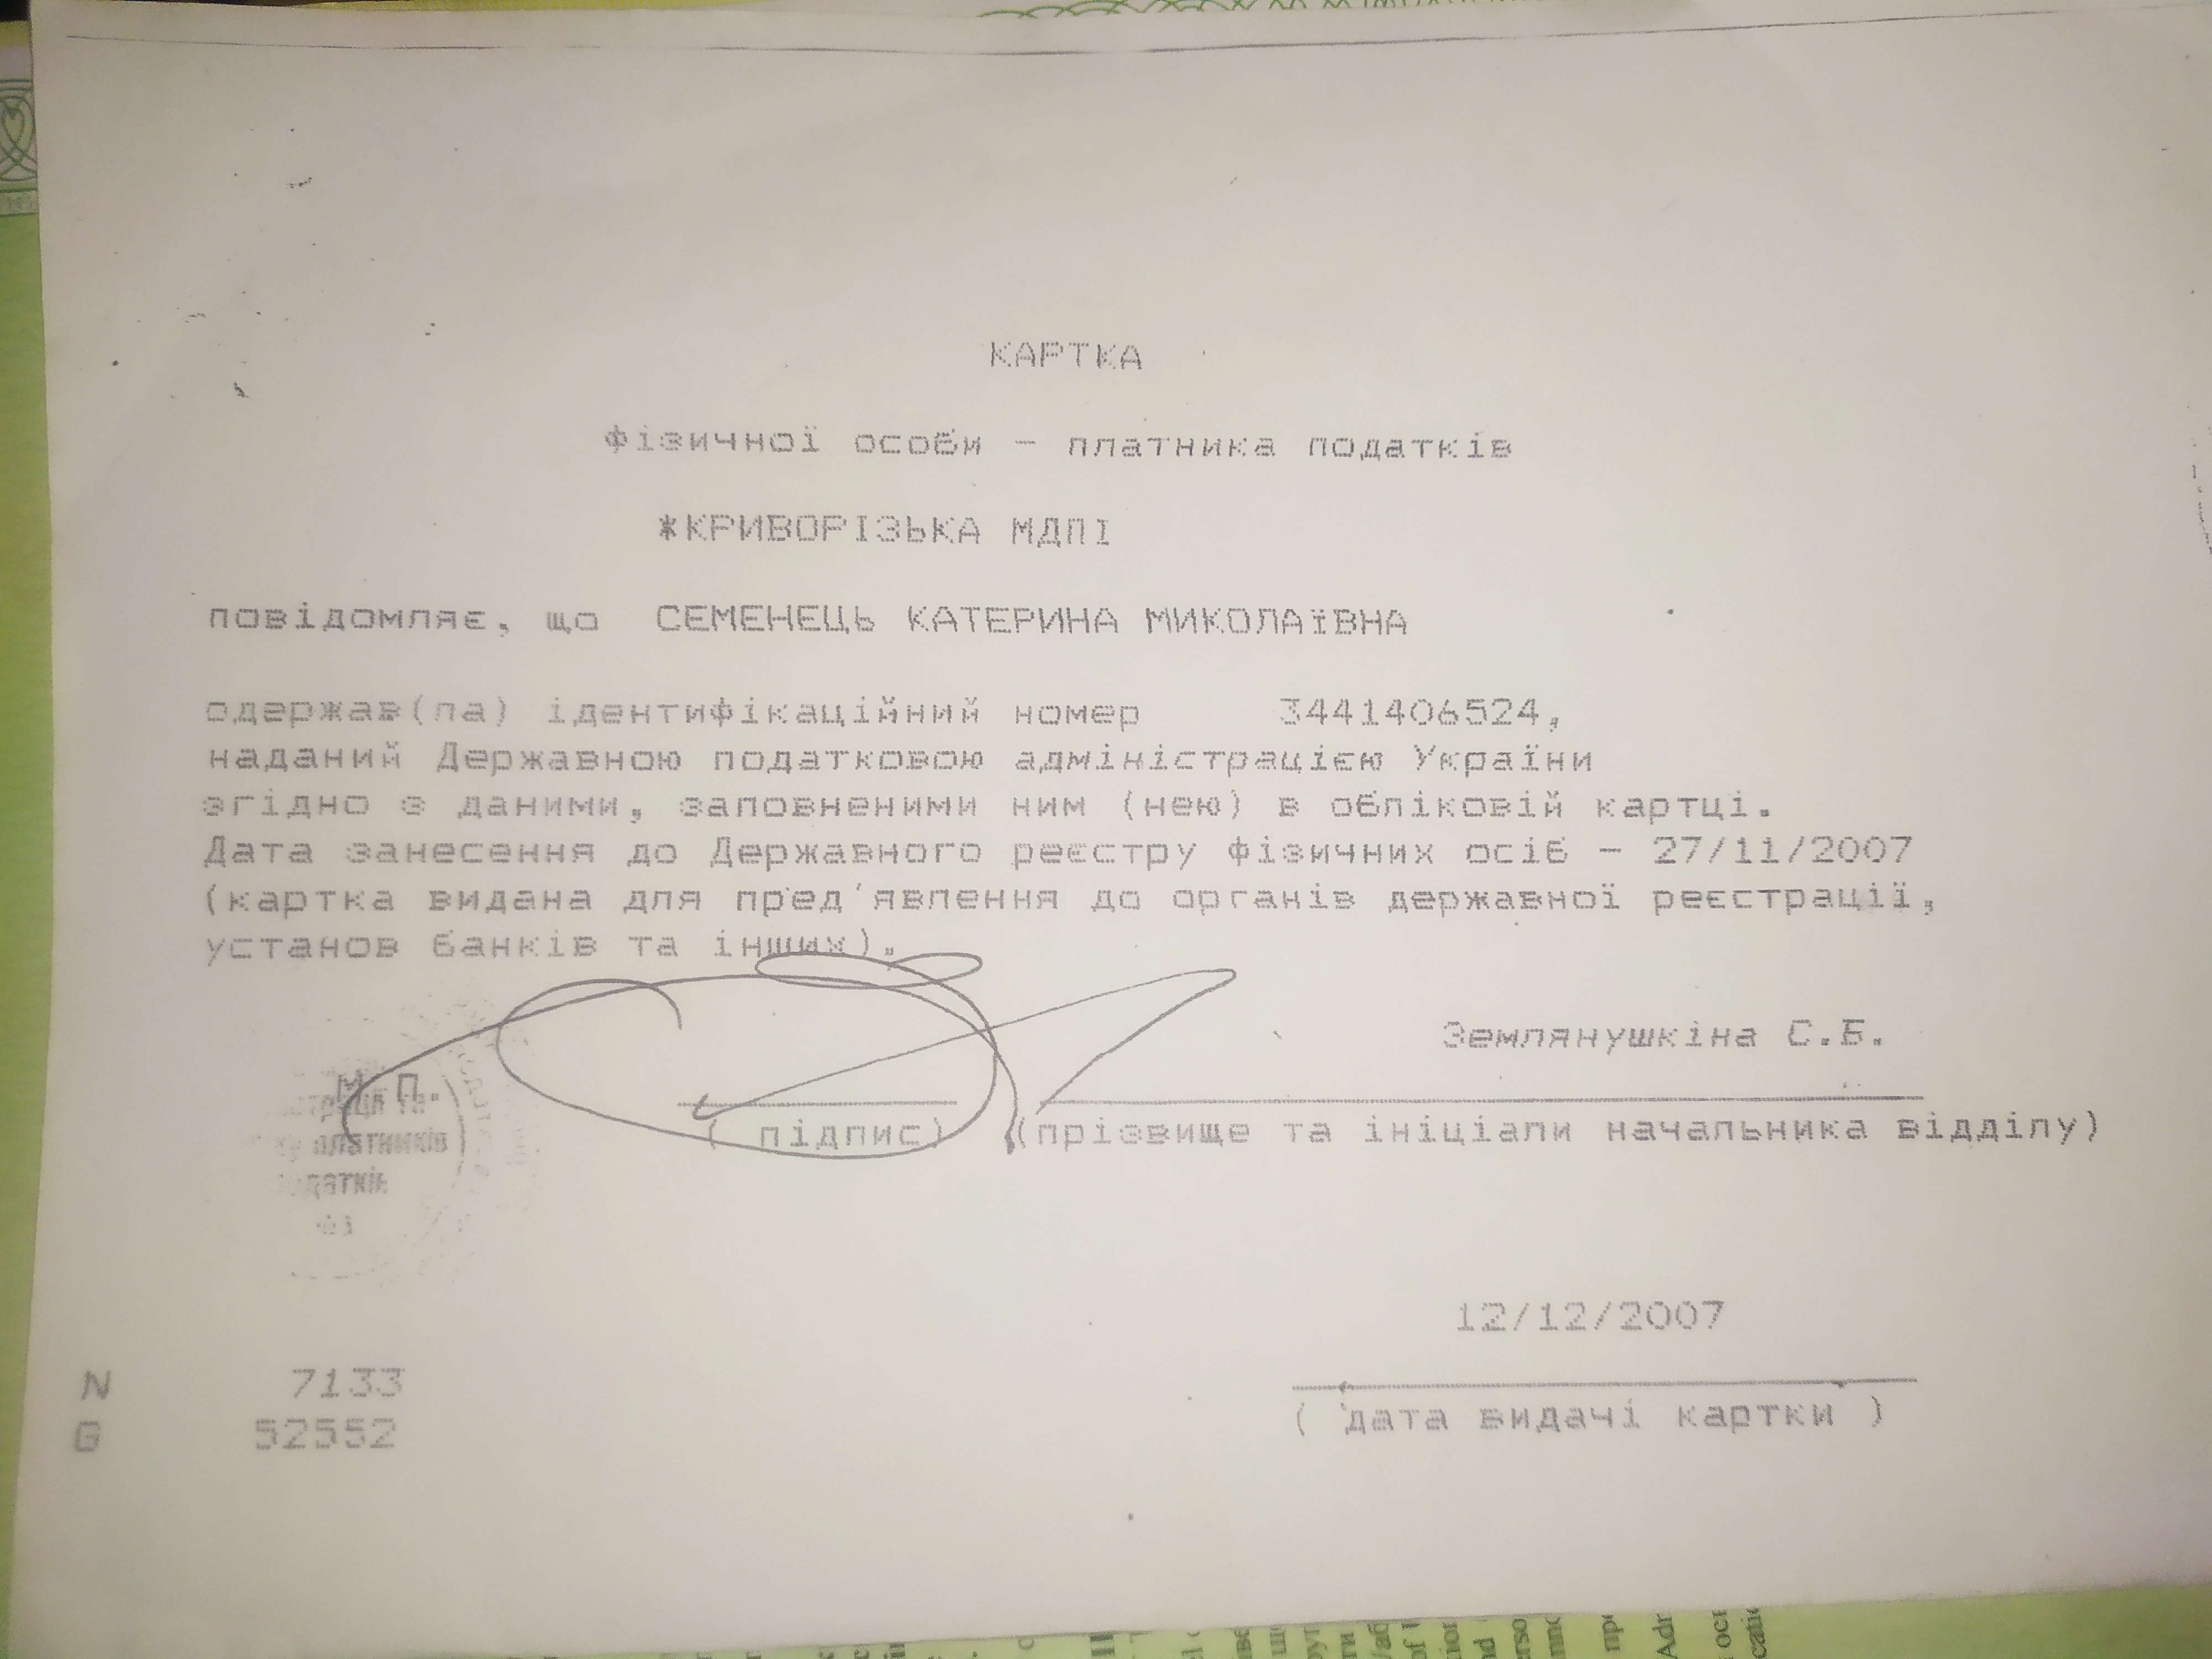 КАРТКА
фізичної особи - платника податків
*КРИВОРІЗЬКА МДПІ
повідомляє, що СЕМЕНЕЦЬ КАТЕРИНА МИКОЛАЇВНА
одержав(ла) ідентифікаційний номер 3441406524,
наданий Державною податковою адміністрацією України
згідно з даними, заповненими ним (нею) в обліковій картці.
Дата занесення до Державного реєстру фізичних осіб - 27/11/2007
(картка видана для пред'явлення до органів державної реєстрації,
установ банків та інших).
Землянушкіна С.Б.
М.П.
платників
(підпис) (прізвище та ініціали начальника відділу)
12/12/2007
N 7133
G 52552
( дата видачі картки )